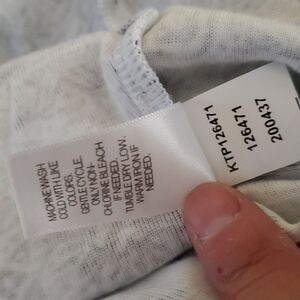 MACHINE WASH
COLD WITH LIKE
COLORS.
GENTLE CYCLE.
ONLY NON-
CHLORINE BLEACH
IF NEEDED.
TUMBLE DRY LOW.
WARM IRON IF
NEEDED.
KTP126471
126471
200437